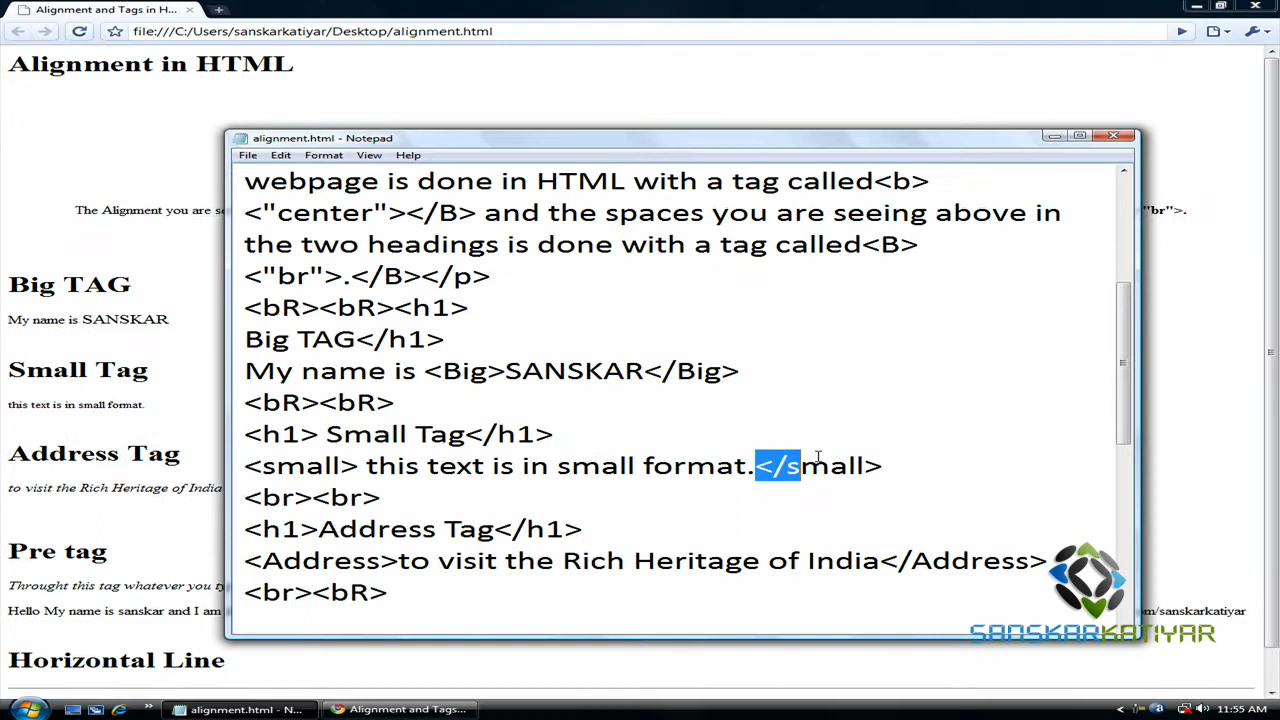 Alignment and Tags in H...
file:///C:/Users/sanskarkatiyar/Desktop/alignment.html
Alignment in HTML
The Alignment you are se
"br">.
Big TAG
My name is SANSKAR
Small Tag
this text is in small format.
Address Tag
to visit the Rich Heritage of India
Pre tag
Throught this tag whatever you ty
Hello My name is sanskar and I am
om/sanskarkatiyar
Horizontal Line
alignment.html - Notepad
File Edit Format View Help
webpage is done in HTML with a tag called<b>
<"center"></B> and the spaces you are seeing above in
the two headings is done with a tag called<B>
<"br">.</B></p>
<bR><bR><h1>
Big TAG</h1>
My name is <Big>SANSKAR</Big>
<bR><bR>
<h1> Small Tag</h1>
<small> this text is in small format.</small>
<br><br>
<h1>Address Tag</h1>
<Address>to visit the Rich Heritage of India</Address>
<br><bR>
SANSKARKATIYAR
alignment.html - N...
Alignment and Tags...
11:55 AM